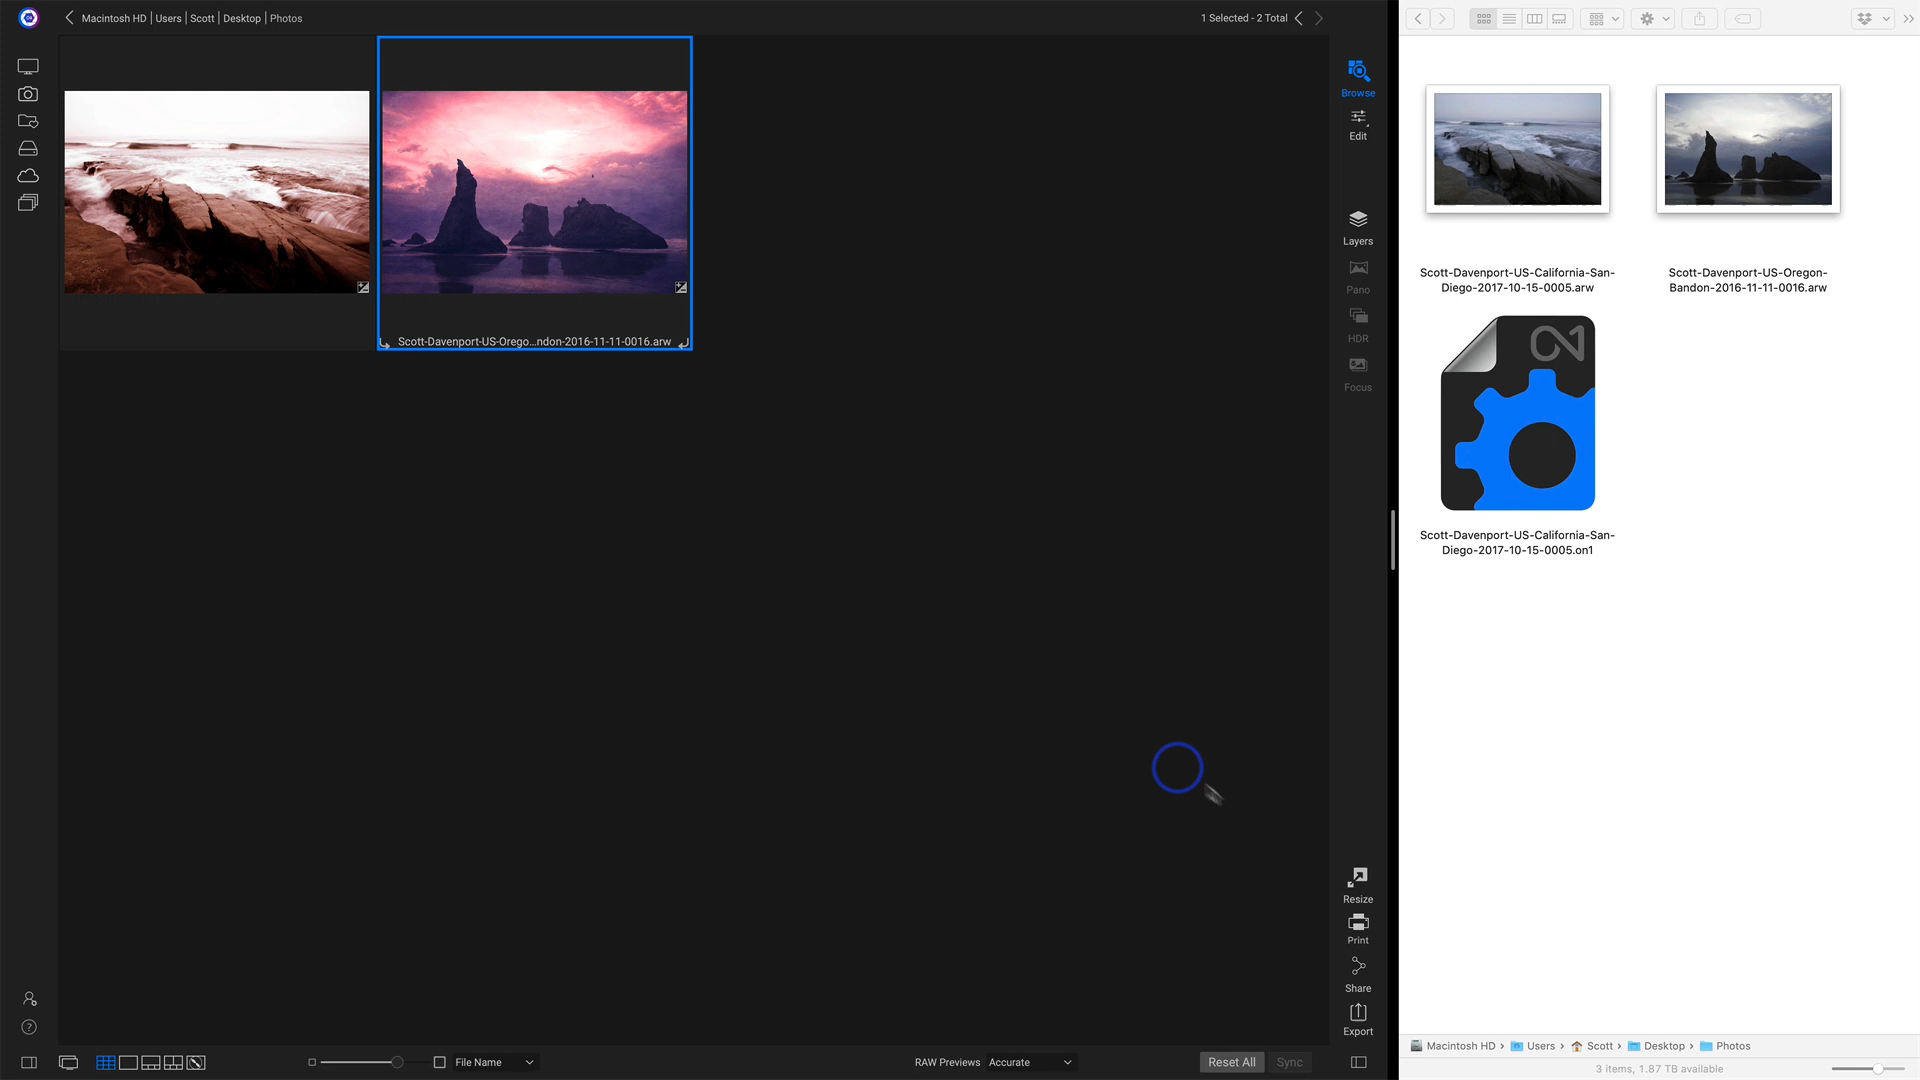 Macintosh HD | Users | Scott | Desktop | Photos
1 Selected - 2 Total
Browse
Edit
Layers
Pano
HDR
Focus
Scott-Davenport-US-Orego...ndon-2016-11-11-0016.arw
Resize
Print
Share
Export
File Name
RAW Previews Accurate
Reset All
Sync
Scott-Davenport-US-California-San-
Diego-2017-10-15-0005.arw
Scott-Davenport-US-Oregon-
Bandon-2016-11-11-0016.arw
Scott-Davenport-US-California-San-
Diego-2017-10-15-0005.on1
Macintosh HD › Users › Scott › Desktop › Photos
3 items, 1.87 TB available